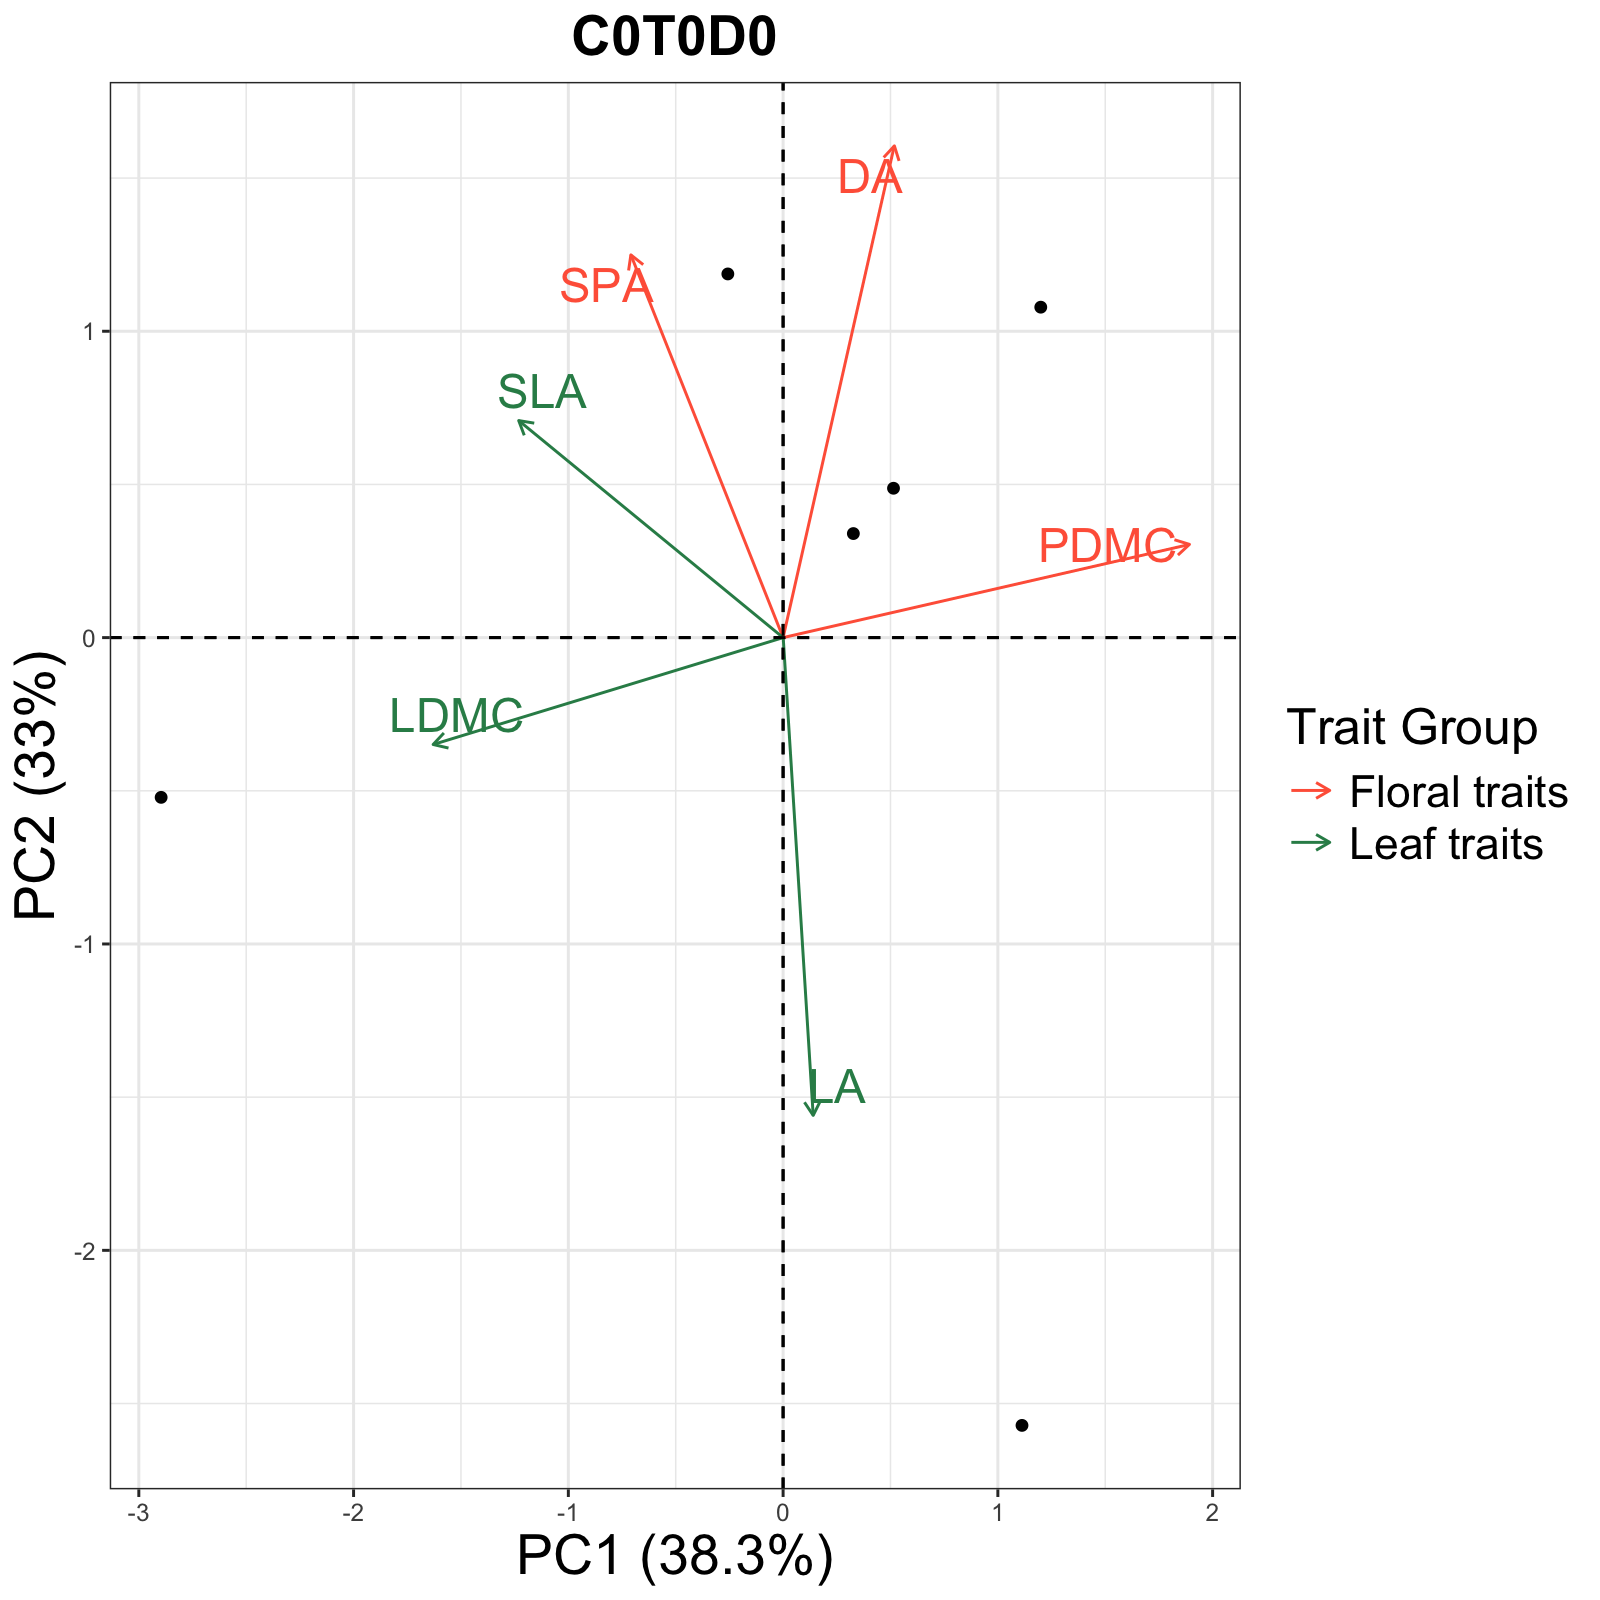 C0T0D0
DA
SPA
SLA
PDMC
LDMC
LA
1
0
-1
-2
PC2 (33%)
-3
-2
-1
0
1
2
PC1 (38.3%)
Trait Group
Floral traits
Leaf traits